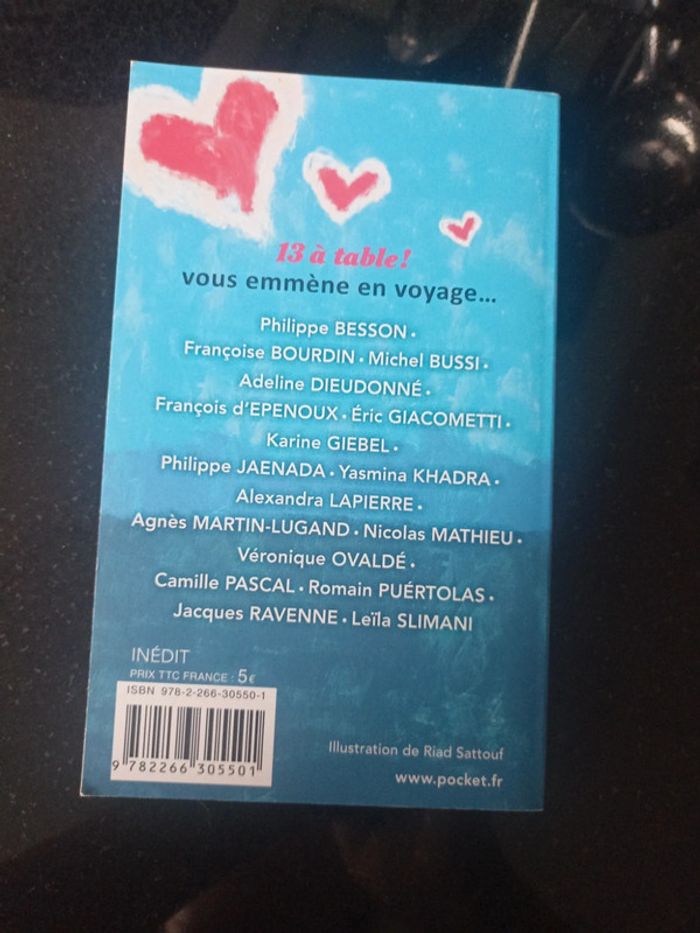 13 à table!
vous emmène en voyage...
Philippe BESSON •
Françoise BOURDIN • Michel BUSSI •
Adeline DIEUDONNÉ •
François d'EPENOUX • Éric GIACOMETTI •
Karine GIEBEL •
Philippe JAENADA • Yasmina KHADRA •
Alexandra LAPIERRE •
Agnès MARTIN-LUGAND • Nicolas MATHIEU •
Véronique OVALDÉ •
Camille PASCAL • Romain PUÉRTOLAS •
Jacques RAVENNE • Leïla SLIMANI
INÉDIT
PRIX TTC FRANCE : 5€
ISBN 978-2-266-30550-1
9 782266 305501
Illustration de Riad Sattouf
www.pocket.fr